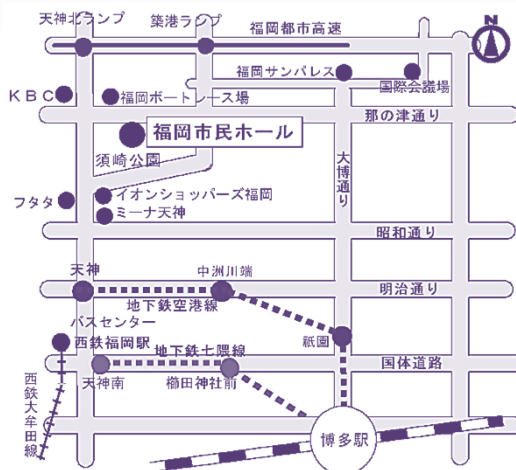 天神北ランプ
築港ランプ
福岡都市高速
N
福岡サンパレス
国際会議場
KBC
福岡ボートレース場
那の津通り
福岡市民ホール
須崎公園
大博通り
イオンショッパーズ福岡
フタタ
ミーナ天神
昭和通り
天神
中洲川端
明治通り
地下鉄空港線
バスセンター
西鉄福岡駅
地下鉄七隈線
祇園
国体道路
天神南
櫛田神社前
西鉄大牟田線
博多駅